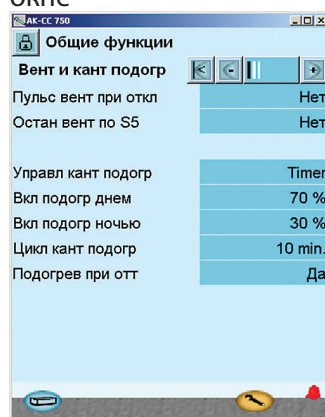 окне
AK-CC 750
Общие функции
Вент и кант подогр
Пульс вент при откл Нет
Остан вент по S5 Нет
Управл кант подогр Timer
Вкл подогр днем 70 %
Вкл подогр ночью 30 %
Цикл кант подогр 10 min.
Подогрев при отт Да